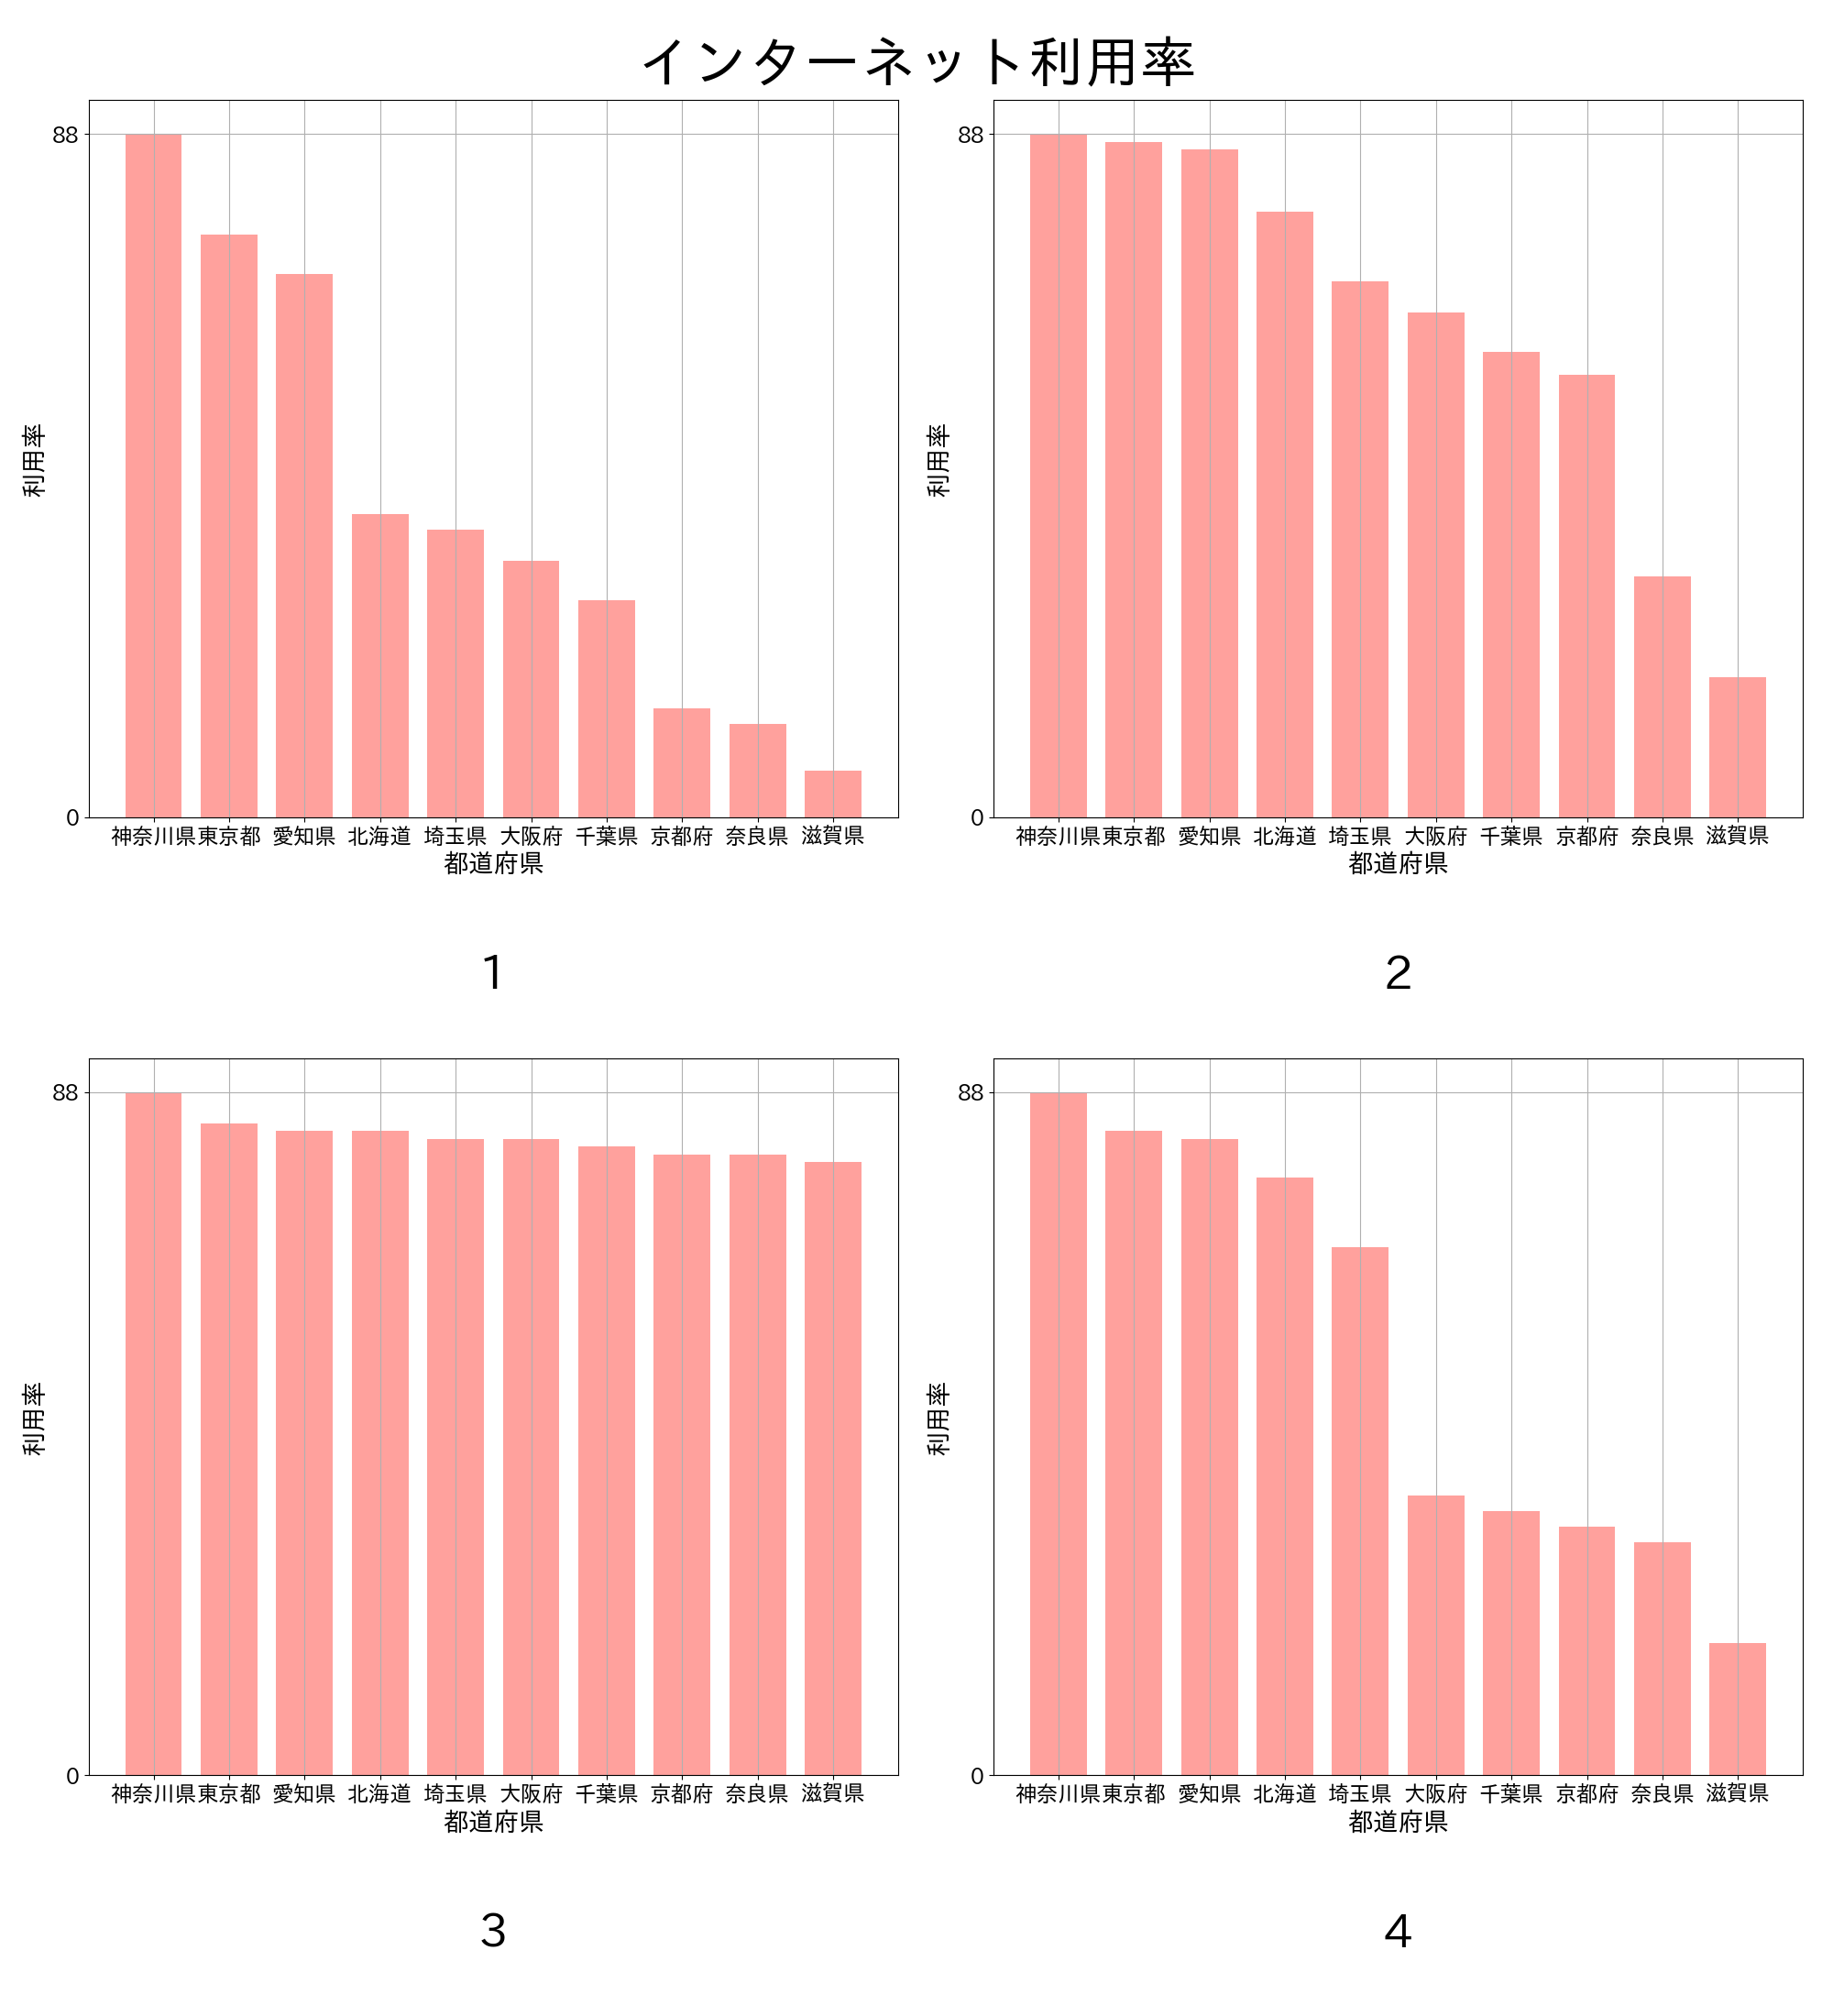 インターネット利用率
88
0
利用率
神奈川県 東京都 愛知県 北海道 埼玉県 大阪府 千葉県 京都府 奈良県 滋賀県
都道府県
1
88
0
利用率
神奈川県 東京都 愛知県 北海道 埼玉県 大阪府 千葉県 京都府 奈良県 滋賀県
都道府県
2
88
0
利用率
神奈川県 東京都 愛知県 北海道 埼玉県 大阪府 千葉県 京都府 奈良県 滋賀県
都道府県
3
88
0
利用率
神奈川県 東京都 愛知県 北海道 埼玉県 大阪府 千葉県 京都府 奈良県 滋賀県
都道府県
4